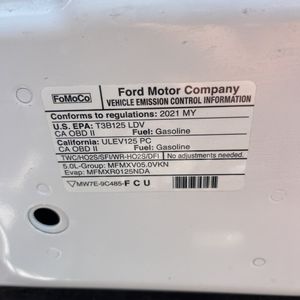 FoMoCo
Ford Motor Company
VEHICLE EMISSION CONTROL INFORMATION
Conforms to regulations: 2021 MY
U.S. EPA: T3B125 LDV
CA OBD II Fuel: Gasoline
California: ULEV125 PC
CA OBD II Fuel: Gasoline
TWC/HO2S/SFI/WR-HO2S/DFI No adjustments needed.
5.0L-Group: MFMXV05.0VKN
Evap: MFMXR0125NDA
MW7E-9C485-F C U